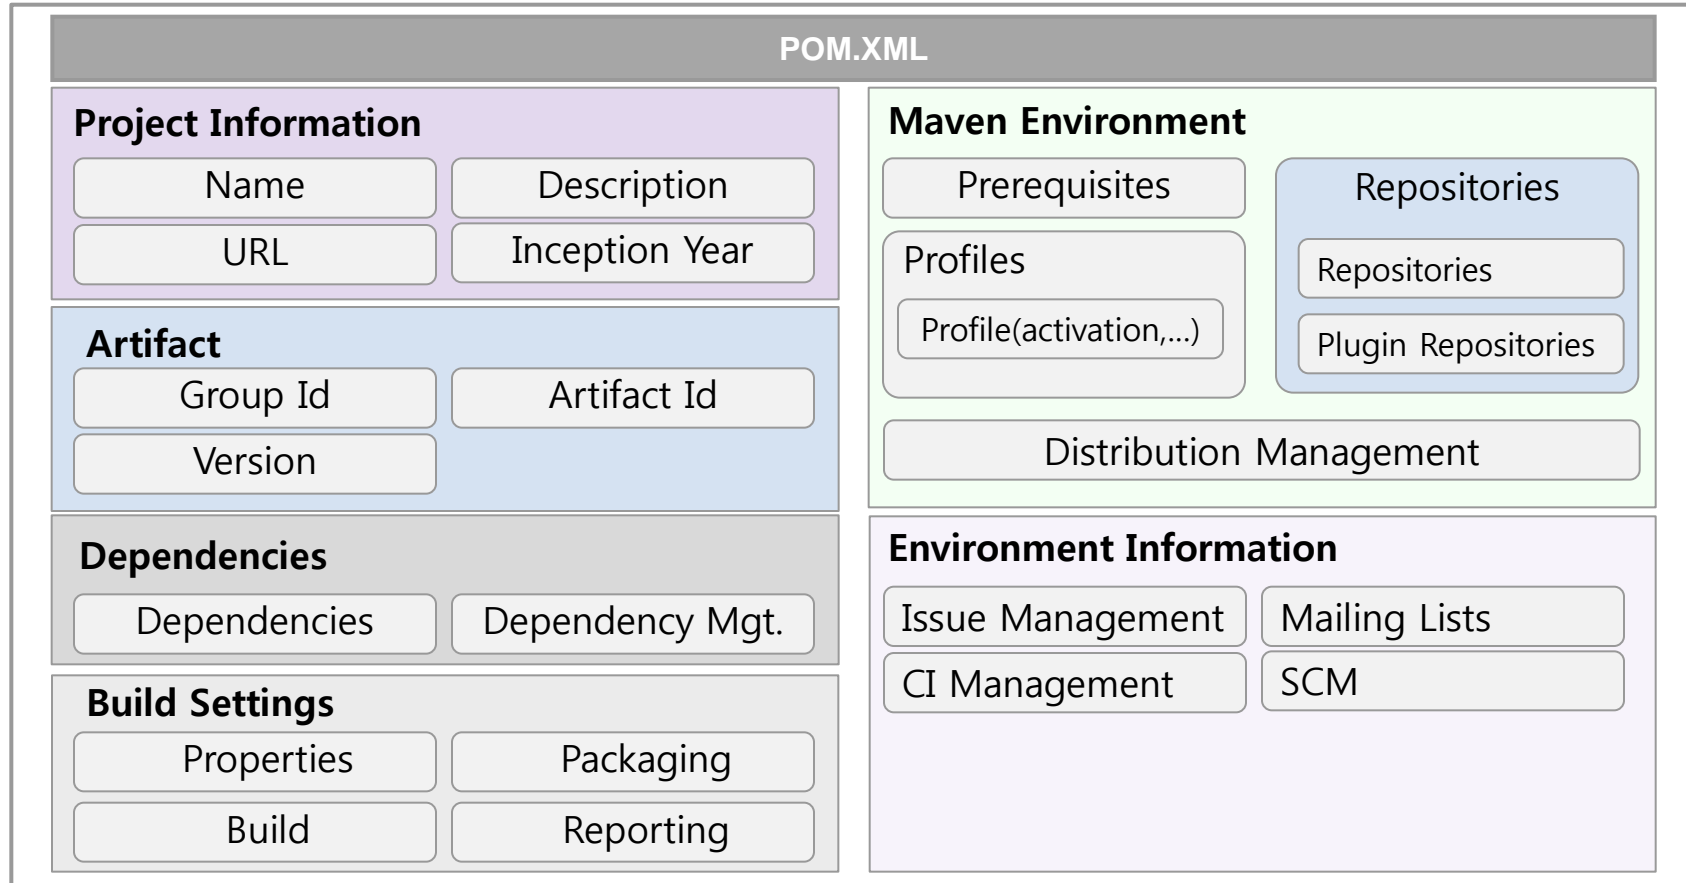 POM.XML
Project Information
Name
Description
URL
Inception Year
Artifact
Group Id
Artifact Id
Version
Dependencies
Dependencies
Dependency Mgt.
Build Settings
Properties
Packaging
Build
Reporting
Maven Environment
Prerequisites
Profiles
Profile(activation,...)
Repositories
Repositories
Plugin Repositories
Distribution Management
Environment Information
Issue Management
Mailing Lists
CI Management
SCM